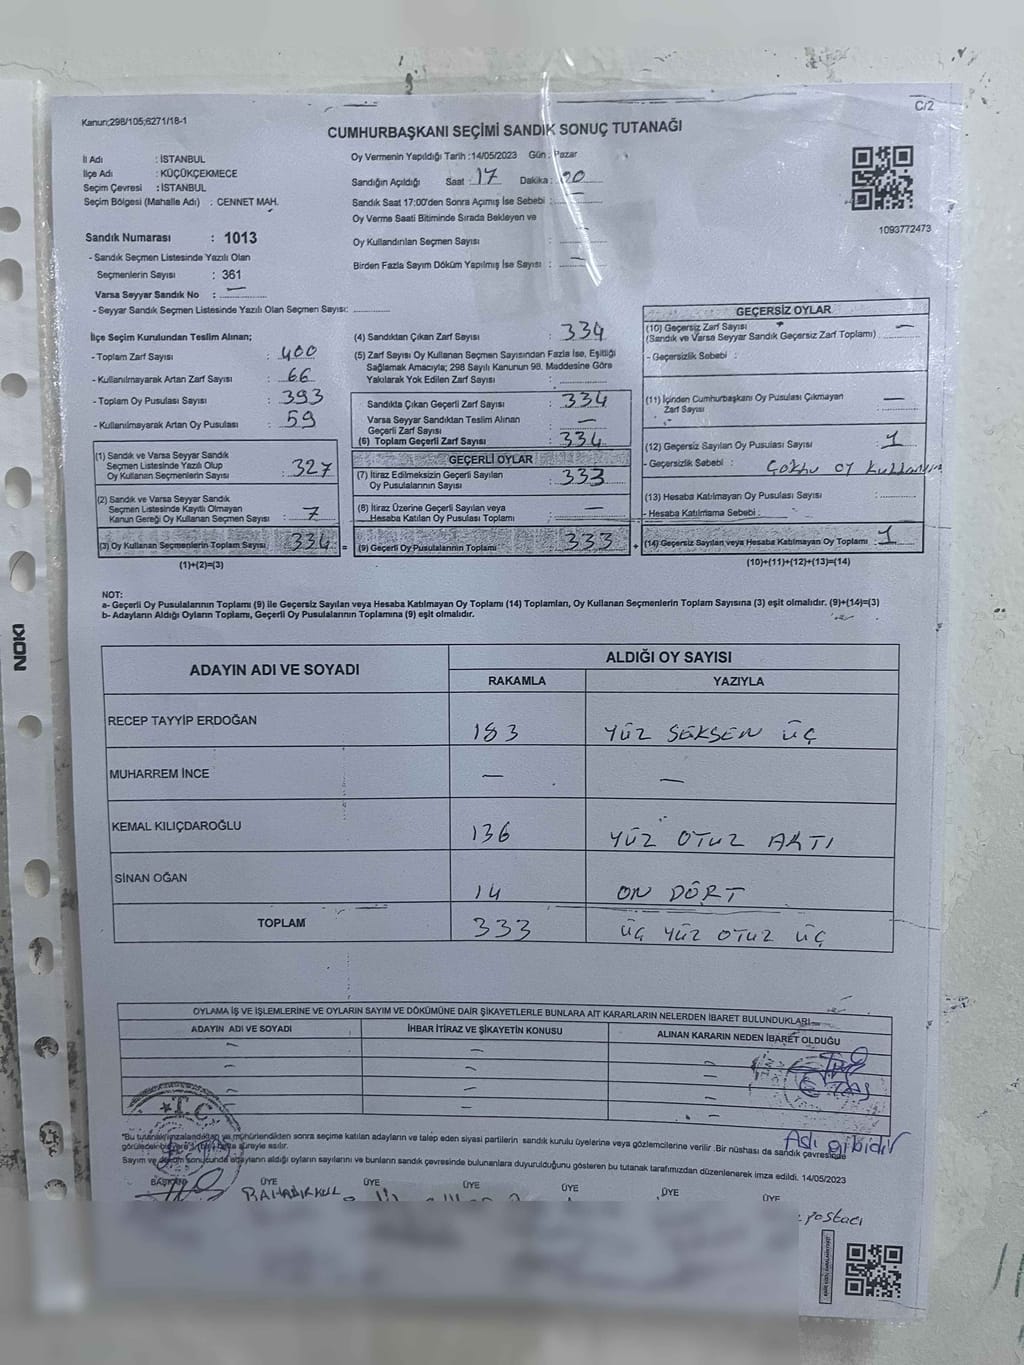 C/2
Kanun;298/105;6271/18-1
CUMHURBAŞKANI SEÇİMİ SANDIK SONUÇ TUTANAĞI
İl Adı : İSTANBUL
İlçe Adı : KÜÇÜKÇEKMECE
Seçim Çevresi : İSTANBUL
Seçim Bölgesi (Mahalle Adı) : CENNET MAH.
Oy Vermenin Yapıldığı Tarih :14/05/2023 Gün : Pazar
Sandığın Açıldığı Saat : 17 Dakika : 00
Sandık Saat 17:00'den Sonra Açımış İse Sebebi : —
Oy Verme Saati Bitiminde Sırada Bekleyen ve
Oy Kullandırılan Seçmen Sayısı : —
Birden Fazla Sayım Döküm Yapılmış İse Sayısı : —
1093772473
Sandık Numarası : 1013
- Sandık Seçmen Listesinde Yazılı Olan
Seçmenlerin Sayısı : 361
Varsa Seyyar Sandık No : —
- Seyyar Sandık Seçmen Listesinde Yazılı Olan Seçmen Sayısı:
İlçe Seçim Kurulundan Teslim Alınan;
- Toplam Zarf Sayısı : 400
- Kullanılmayarak Artan Zarf Sayısı : 66
- Toplam Oy Pusulası Sayısı : 393
- Kullanılmayarak Artan Oy Pusulası : 59
(1) Sandık ve Varsa Seyyar Sandık
Seçmen Listesinde Yazılı Olup
Oy Kullanan Seçmenlerin Sayısı : 327
(2) Sandık ve Varsa Seyyar Sandık
Seçmen Listesinde Kayıtlı Olmayan
Kanun Gereği Oy Kullanan Seçmen Sayısı : 7
(3) Oy Kullanan Seçmenlerin Toplam Sayısı : 334
(1)+(2)=(3)
(4) Sandıktan Çıkan Zarf Sayısı : 334
(5) Zarf Sayısı Oy Kullanan Seçmen Sayısından Fazla İse, Eşitliği
Sağlamak Amacıyla; 298 Sayılı Kanunun 98. Maddesine Göre
Yakılarak Yok Edilen Zarf Sayısı :
Sandıkta Çıkan Geçerli Zarf Sayısı : 334
Varsa Seyyar Sandıktan Teslim Alınan
Geçerli Zarf Sayısı : —
(6) Toplam Geçerli Zarf Sayısı : 334
GEÇERLİ OYLAR
(7) İtiraz Edilmeksizin Geçerli Sayılan
Oy Pusulalarının Sayısı : 333
(8) İtiraz Üzerine Geçerli Sayılan veya
Hesaba Katılan Oy Pusulası Toplamı : —
= (9) Geçerli Oy Pusulalarının Toplamı : 333
GEÇERSİZ OYLAR
(10) Geçersiz Zarf Sayısı : —
(Sandık ve Varsa Seyyar Sandık Geçersiz Zarf Toplamı)
- Geçersizlik Sebebi :
(11) İçinden Cumhurbaşkanı Oy Pusulası Çıkmayan
Zarf Sayısı : —
(12) Geçersiz Sayılan Oy Pusulası Sayısı : 1
- Geçersizlik Sebebi : Çoklu oy
(13) Hesaba Katılmayan Oy Pusulası Sayısı :
- Hesaba Katılmama Sebebi :
+ (14) Geçersiz Sayılan veya Hesaba Katılmayan Oy Toplamı : 1
(10)+(11)+(12)+(13)=(14)
NOT:
a- Geçerli Oy Pusulalarının Toplamı (9) ile Geçersiz Sayılan veya Hesaba Katılmayan Oy Toplamı (14) Toplamları, Oy Kullanan Seçmenlerin Toplam Sayısına (3) eşit olmalıdır. (9)+(14)=(3)
b- Adayların Aldığı Oyların Toplamı, Geçerli Oy Pusulalarının Toplamına (9) eşit olmalıdır.
NOKI
ADAYIN ADI VE SOYADI ALDIĞI OY SAYISI
RAKAMLA YAZIYLA
RECEP TAYYİP ERDOĞAN 183 YÜZ SEKSEN ÜÇ
MUHARREM İNCE — —
KEMAL KILIÇDAROĞLU 136 YÜZ OTUZ ALTI
SİNAN OĞAN 14 ON DÖRT
TOPLAM 333 ÜÇ YÜZ OTUZ ÜÇ
OYLAMA İŞ VE İŞLEMLERİNE VE OYLARIN SAYIM VE DÖKÜMÜNE DAİR ŞİKAYETLERLE BUNLARA AİT KARARLARIN NELERDEN İBARET BULUNDUKLARI
ADAYIN ADI VE SOYADI İHBAR İTİRAZ VE ŞİKAYETİN KONUSU ALINAN KARARIN NEDEN İBARET OLDUĞU
— — —
— — —
— — —
— — —
T.C.
Aslı gibidir
*Bu tutanak imzalandıktan ve mühürlendikten sonra seçime katılan adayların ve talep eden siyasi partilerin sandık kurulu üyelerine veya gözlemcilerine verilir .Bir nüshası da sandık çevresinde
görülecek bir yere süreyle asılır.
Sayım ve döküm sonucunda adayların aldığı oyların sayılarını ve bunların sandık çevresinde bulunanlara duyurulduğunu gösteren bu tutanak tarafımızdan düzenlenerek imza edildi. 14/05/2023
BAŞKAN ÜYE ÜYE ÜYE ÜYE ÜYE